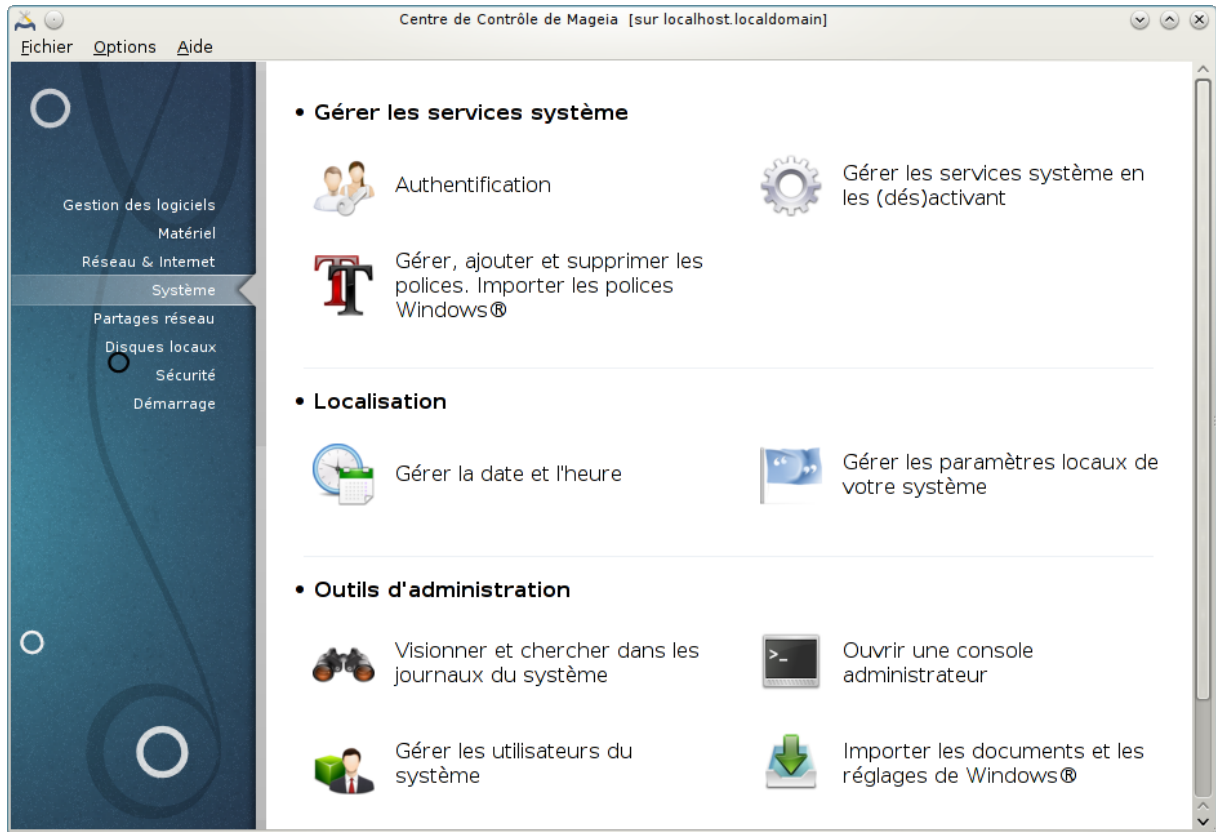 Centre de Contrôle de Mageia [sur localhost.localdomain]
Fichier Options Aide
Gestion des logiciels
Matériel
Réseau & Internet
Système
Partages réseau
Disques locaux
Sécurité
Démarrage
• Gérer les services système
Authentification
Gérer les services système en
les (dés)activant
Gérer, ajouter et supprimer les
polices. Importer les polices
Windows®
• Localisation
Gérer la date et l'heure
Gérer les paramètres locaux de
votre système
• Outils d'administration
Visionner et chercher dans les
journaux du système
Ouvrir une console
administrateur
Gérer les utilisateurs du
système
Importer les documents et les
réglages de Windows®